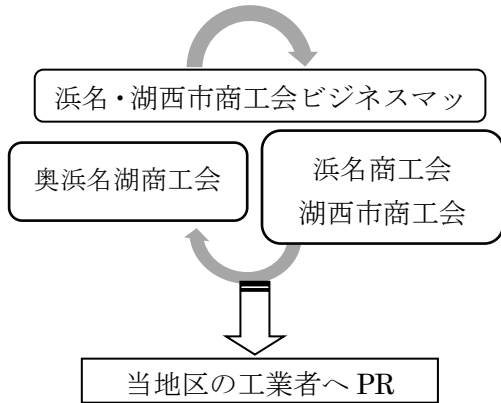 浜名・湖西市商工会ビジネスマッ
奥浜名湖商工会
浜名商工会
湖西市商工会
当地区の工業者へ PR